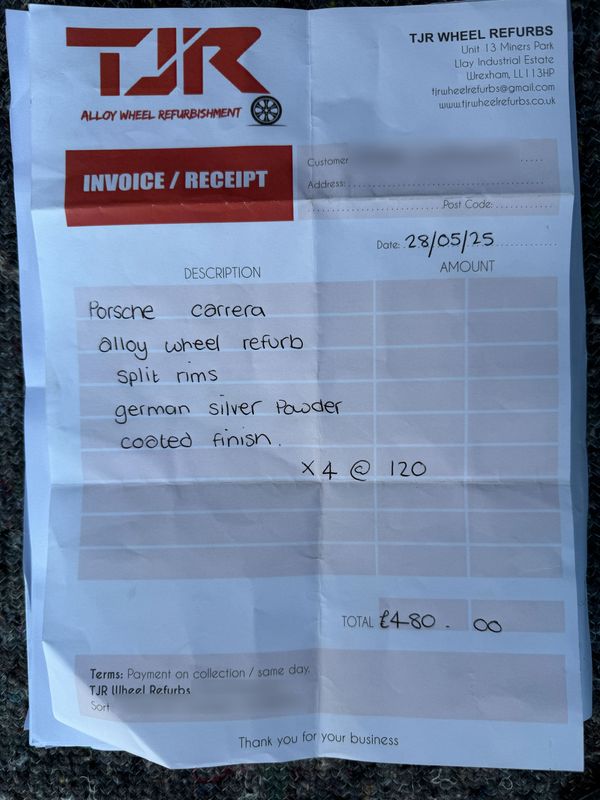 TJR
ALLOY WHEEL REFURBISHMENT
TJR WHEEL REFURBS
Unit 13 Miners Park
Llay Industrial Estate
Wrexham, LL113HP
tjrwheelrefurbs@gmail.com
www.tjrwheelrefurbs.co.uk
INVOICE / RECEIPT
Customer
Address:
Post Code:
Date: 28/05/25
DESCRIPTION AMOUNT
Porsche carrera
alloy wheel refurb
split rims
german silver Powder
coated finish.
x 4 @ 120
TOTAL £480. 00
Terms: Payment on collection / same day.
TJR Wheel Refurbs
Sort
Thank you for your business